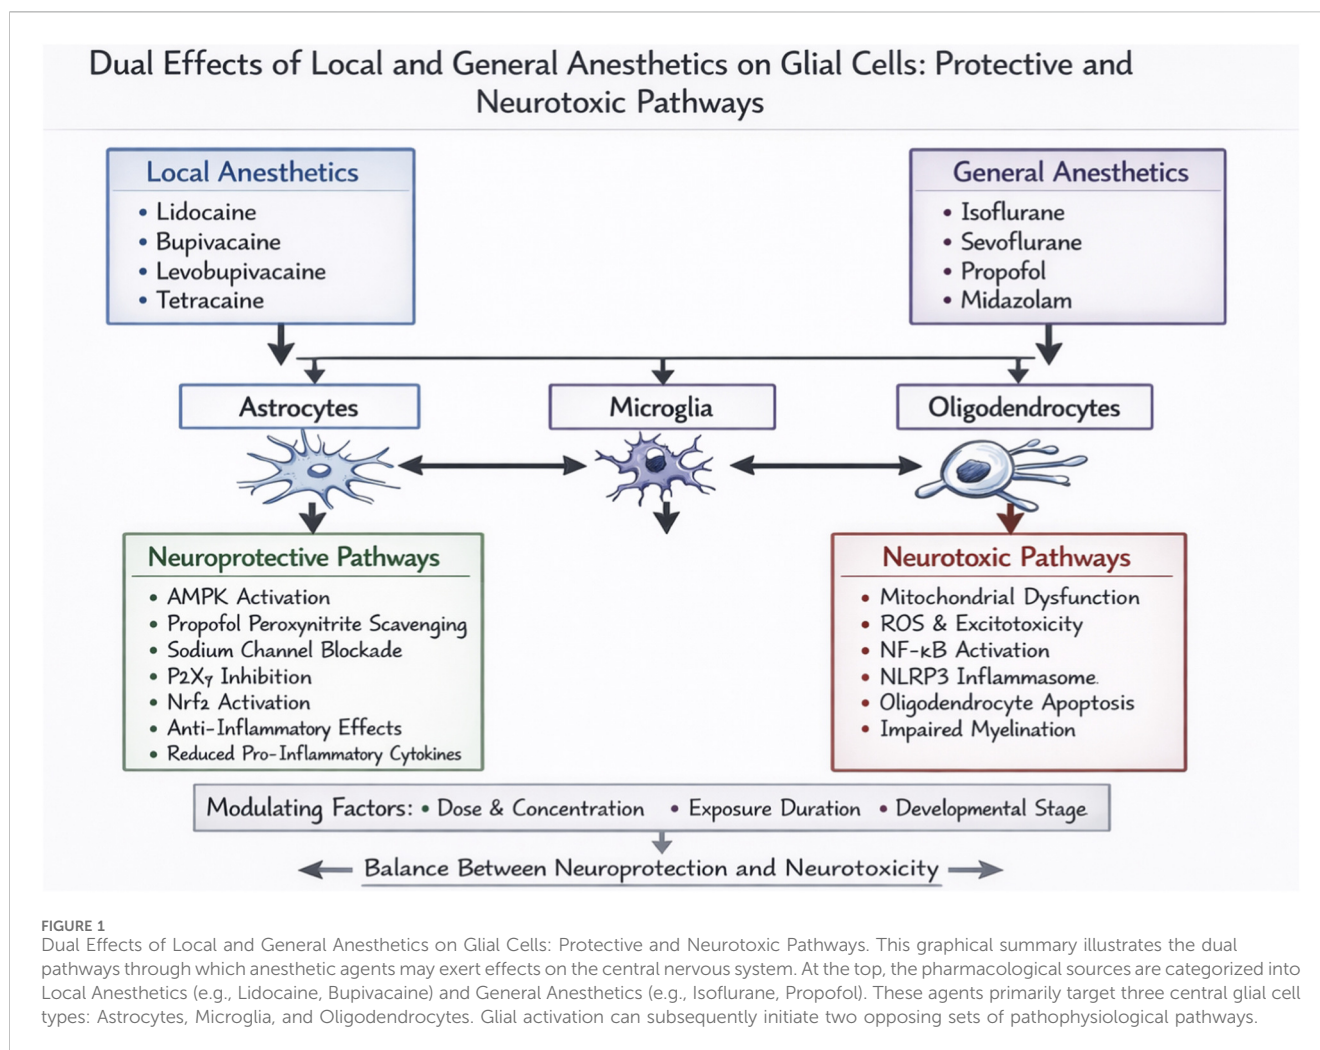 Dual Effects of Local and General Anesthetics on Glial Cells: Protective and
Neurotoxic Pathways
Local Anesthetics
• Lidocaine
• Bupivacaine
• Levobupivacaine
• Tetracaine
General Anesthetics
• Isoflurane
• Sevoflurane
• Propofol
• Midazolam
Astrocytes
Microglia
Oligodendrocytes
Neuroprotective Pathways
• AMPK Activation
• Propofol Peroxynitrite Scavenging
• Sodium Channel Blockade
• P2X₇ Inhibition
• Nrf2 Activation
• Anti-Inflammatory Effects
• Reduced Pro-Inflammatory Cytokines
Neurotoxic Pathways
• Mitochondrial Dysfunction
• ROS & Excitotoxicity
• NF-κB Activation
• NLRP3 Inflammasome.
• Oligodendrocyte Apoptosis
• Impaired Myelination
Modulating Factors: • Dose & Concentration • Exposure Duration • Developmental Stage
Balance Between Neuroprotection and Neurotoxicity
FIGURE 1
Dual Effects of Local and General Anesthetics on Glial Cells: Protective and Neurotoxic Pathways. This graphical summary illustrates the dual
pathways through which anesthetic agents may exert effects on the central nervous system. At the top, the pharmacological sources are categorized into
Local Anesthetics (e.g., Lidocaine, Bupivacaine) and General Anesthetics (e.g., Isoflurane, Propofol). These agents primarily target three central glial cell
types: Astrocytes, Microglia, and Oligodendrocytes. Glial activation can subsequently initiate two opposing sets of pathophysiological pathways.